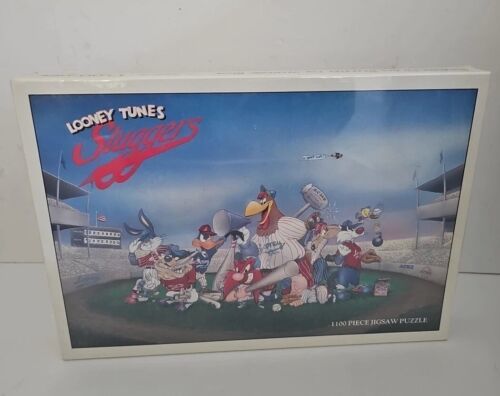 LOONEY TUNES
Sluggers
1100 PIECE JIGSAW PUZZLE